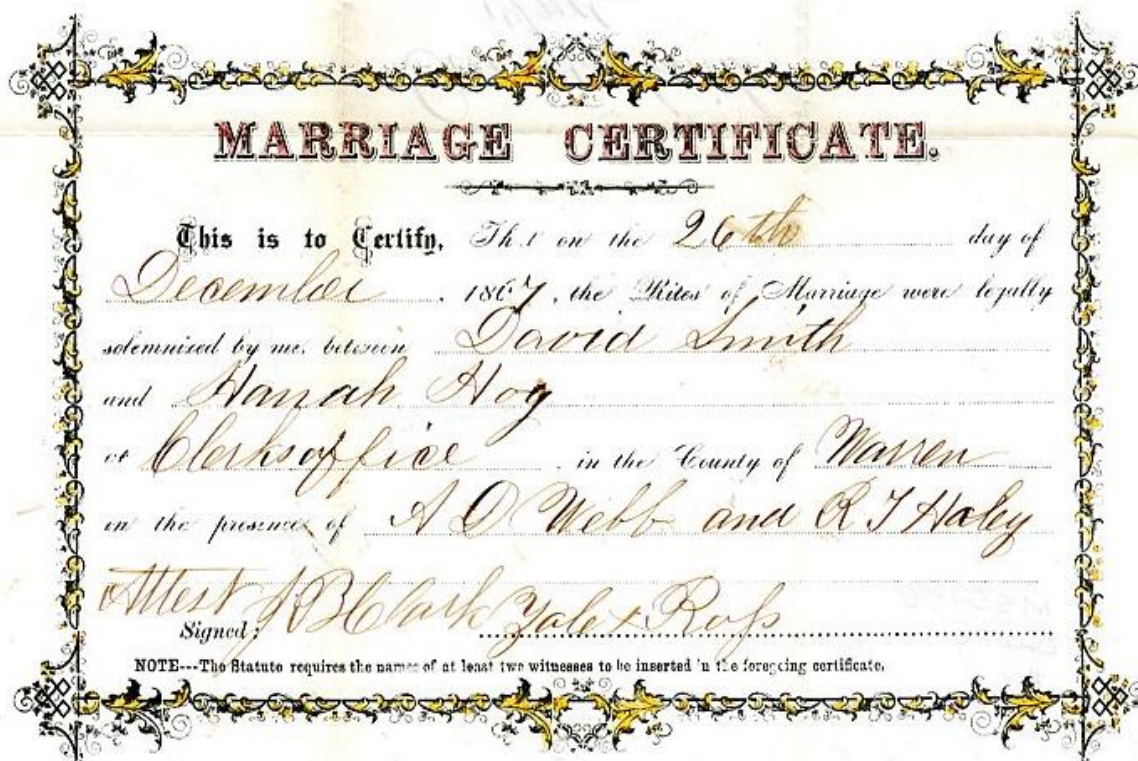 MARRIAGE CERTIFICATE.
This is to Certify, Th.t on the 26th day of
December, 1867, the Rites of Marriage were legally
solemnized by me, between David Smith
and Hanah Hog
at Clerks office, in the County of Warren
in the presence of A D Webb and R T Haley
Attest J B Clark Yale x Ross
Signed;
NOTE---The Statute requires the names of at least two witnesses to be inserted in the foregoing certificate.